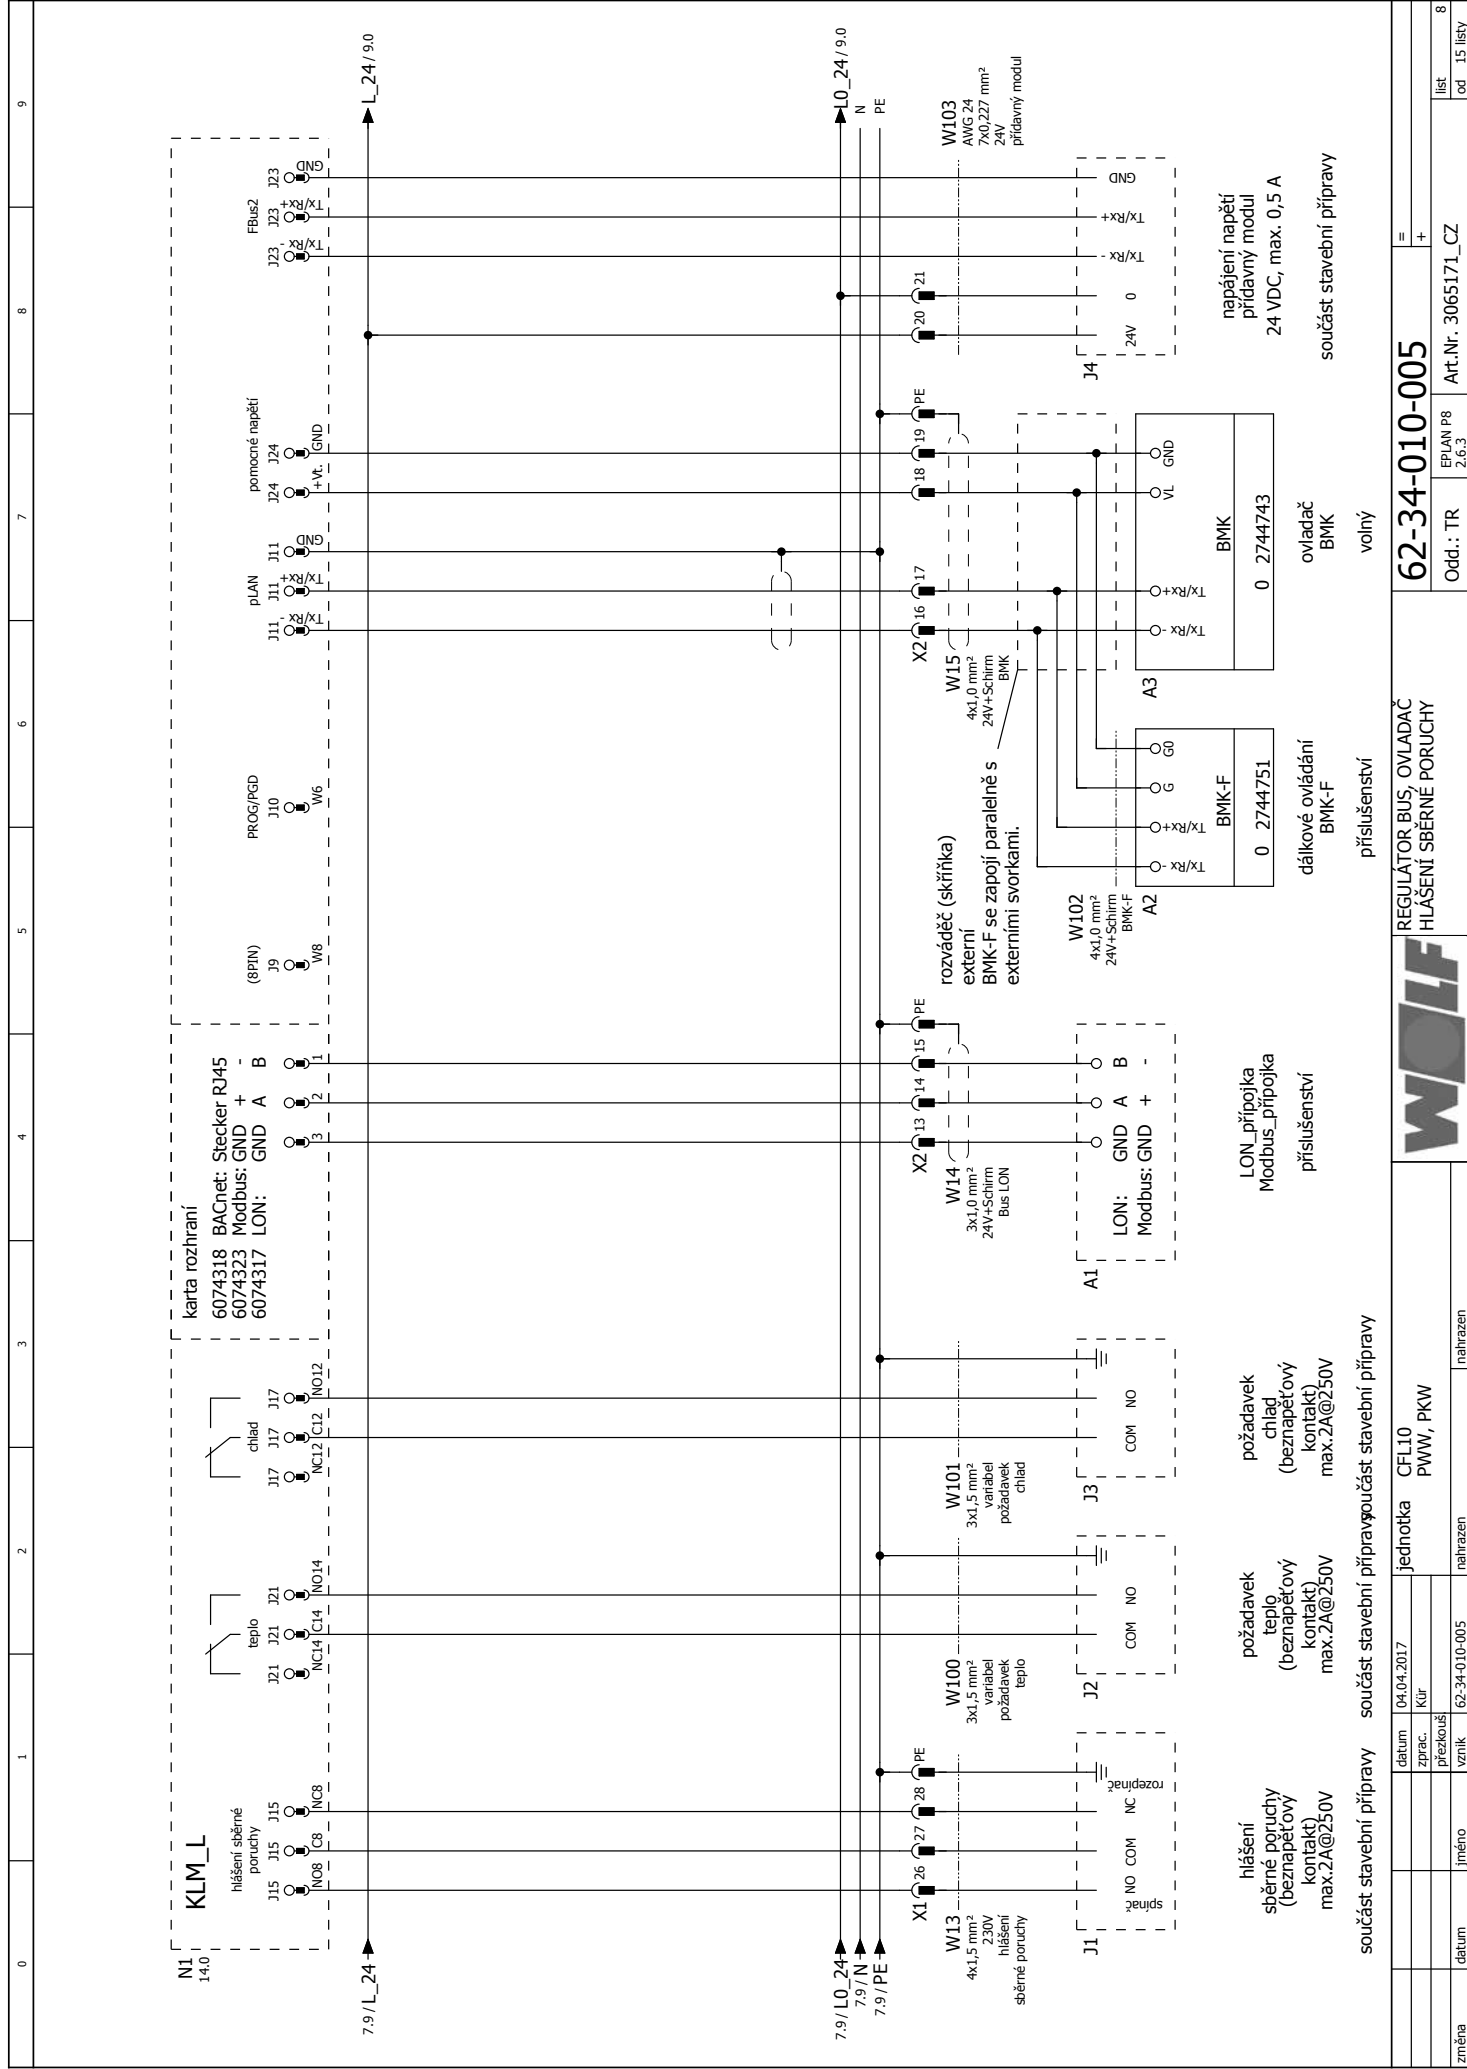 0 1 2 3 4 5 6 7 8 9
N1
14.0
KLM_L
hlášení sběrné
poruchy
J15 J15 J15
NO8 C8 NC8
teplo
J21 J21 J21
NC14 C14 NO14
chlad
J17 J17 J17
NC12 C12 NO12
karta rozhraní
6074318 BACnet: Stecker RJ45
6074323 Modbus: GND + -
6074317 LON: GND A B
3 2 1
(8PIN)
J9
W8
PROG/PGD
J10
W6
pLAN
J11 J11 J11
Tx/Rx - Tx/Rx+ GND
pomocné napětí
J24 J24
+Vt. GND
FBus2
J23 J23 J23
Tx/Rx - Tx/Rx+ GND
7.9 / L_24
L_24 / 9.0
7.9 / L0_24
L0_24 / 9.0
7.9 / N
N
7.9 / PE
PE
X1 26 27 28 PE
X2 13 14 15 PE
X2 16 17 18 19 PE
20 21
W13
4x1,5 mm²
230V
hlášení
sběrné poruchy
W100
3x1,5 mm²
variabel
požadavek
teplo
W101
3x1,5 mm²
variabel
požadavek
chlad
W14
3x1,0 mm²
24V+Schirm
Bus LON
rozváděč (skříňka)
externí
BMK-F se zapojí paralelně s
externími svorkami.
W15
4x1,0 mm²
24V+Schirm
BMK
W102
4x1,0 mm²
24V+Schirm
BMK-F
W103
AWG 24
7x0,227 mm²
24V
přídavný modul
J1
NO COM NC
spínač
rozepínač
J2
COM NO
J3
COM NO
A1
LON: GND A B
Modbus: GND + -
A2
Tx/Rx - Tx/Rx+ G G0
BMK-F
0 2744751
A3
Tx/Rx - Tx/Rx+ VL GND
BMK
0 2744743
J4
24V 0 Tx/Rx - Tx/Rx+ GND
hlášení
sběrné poruchy
(beznapěťový
kontakt)
max.2A@250V
součást stavební přípravy
požadavek
teplo
(beznapěťový
kontakt)
max.2A@250V
součást stavební přípravy
požadavek
chlad
(beznapěťový
kontakt)
max.2A@250V
součást stavební přípravy
LON_přípojka
Modbus_přípojka
příslušenství
dálkové ovládání
BMK-F
příslušenství
ovladač
BMK
volný
napájení napětí
přídavný modul
24 VDC, max. 0,5 A
součást stavební přípravy
změna datum jméno
datum 04.04.2017
zprac. Kür
přezkouš.
vznik 62-34-010-005
jednotka CFL10
PWW, PKW
nahrazen nahrazen
WOLF
REGULÁTOR BUS, OVLADAČ
HLÁŠENÍ SBĚRNÉ PORUCHY
62-34-010-005
Odd.: TR
EPLAN P8
2.6.3
Art.Nr. 3065171_CZ
=
+
list 8
od 15 listy